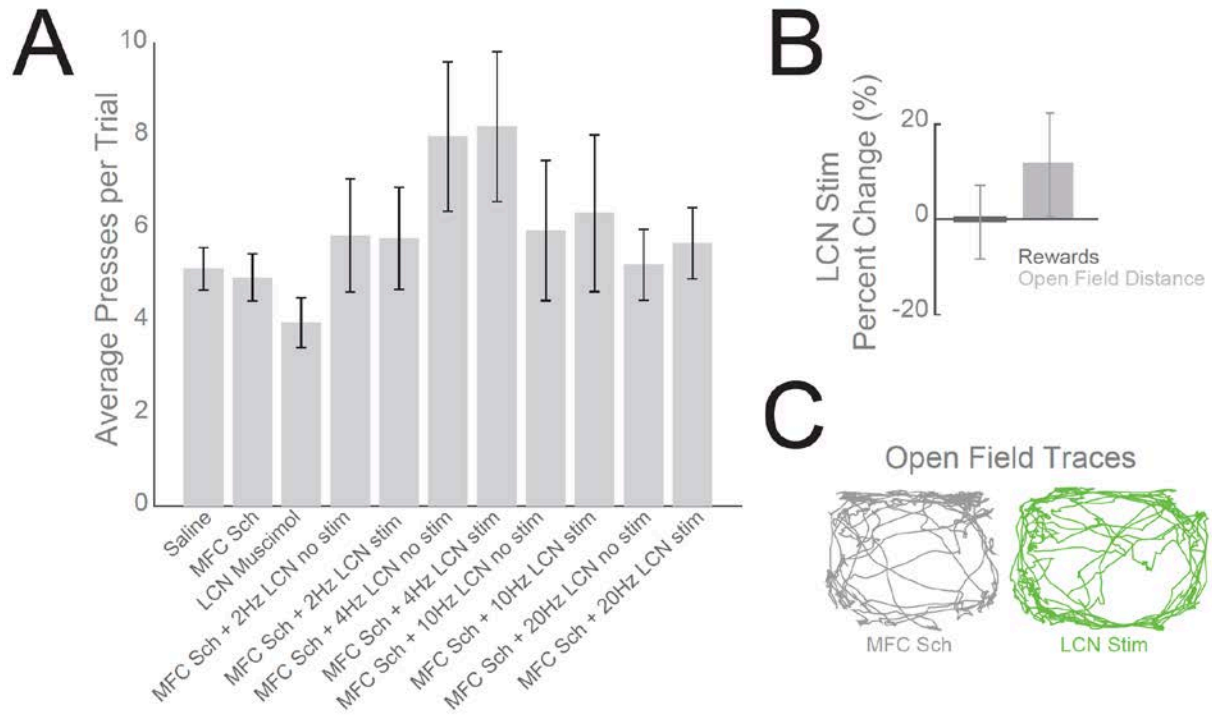 A
Average Presses per Trial
10
8
6
4
2
0
Saline
MFC Sch
LCN Muscimol
MFC Sch + 2Hz LCN no stim
MFC Sch + 2Hz LCN stim
MFC Sch + 4Hz LCN no stim
MFC Sch + 4Hz LCN stim
MFC Sch + 10Hz LCN no stim
MFC Sch + 10Hz LCN stim
MFC Sch + 20Hz LCN no stim
MFC Sch + 20Hz LCN stim
B
LCN Stim
Percent Change (%)
20
0
-20
Rewards
Open Field Distance
C
Open Field Traces
MFC Sch
LCN Stim